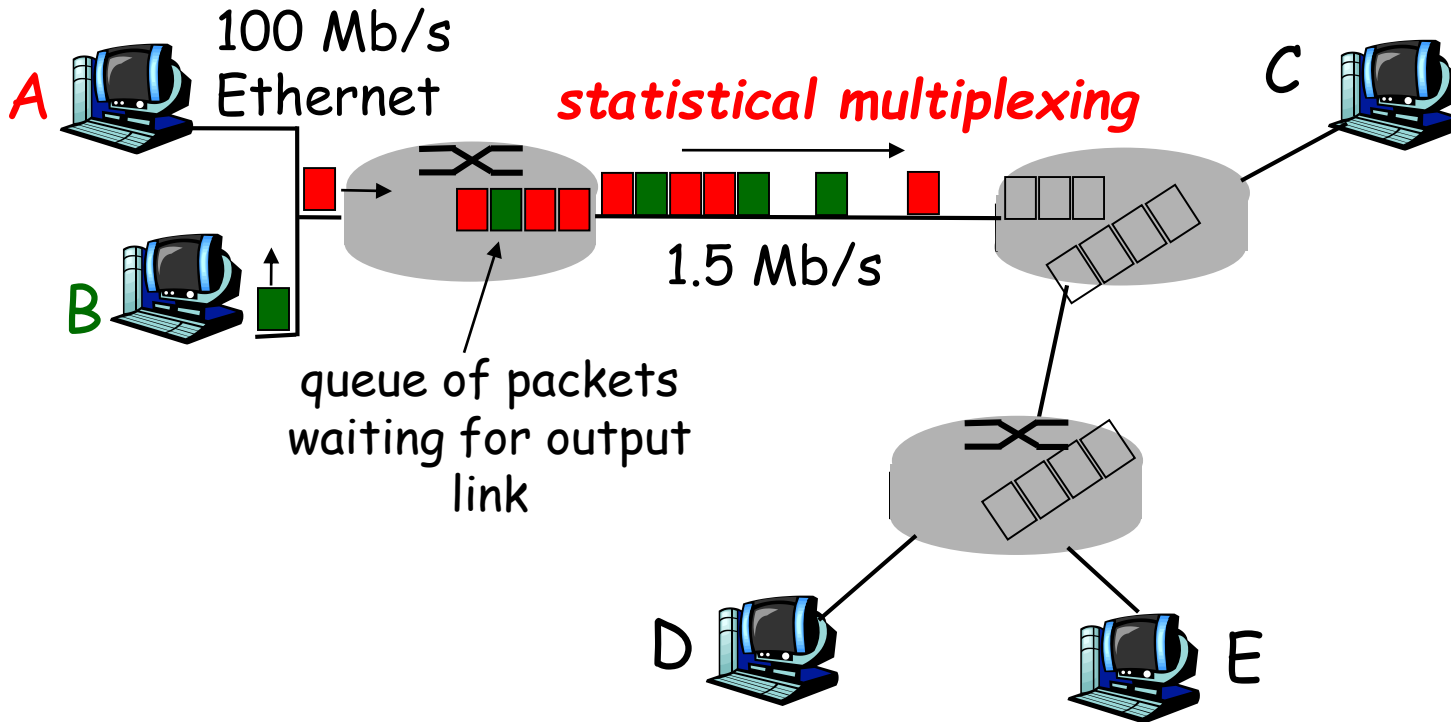 100 Mb/s
Ethernet
A
statistical multiplexing
C
B
1.5 Mb/s
queue of packets
waiting for output
link
D
E